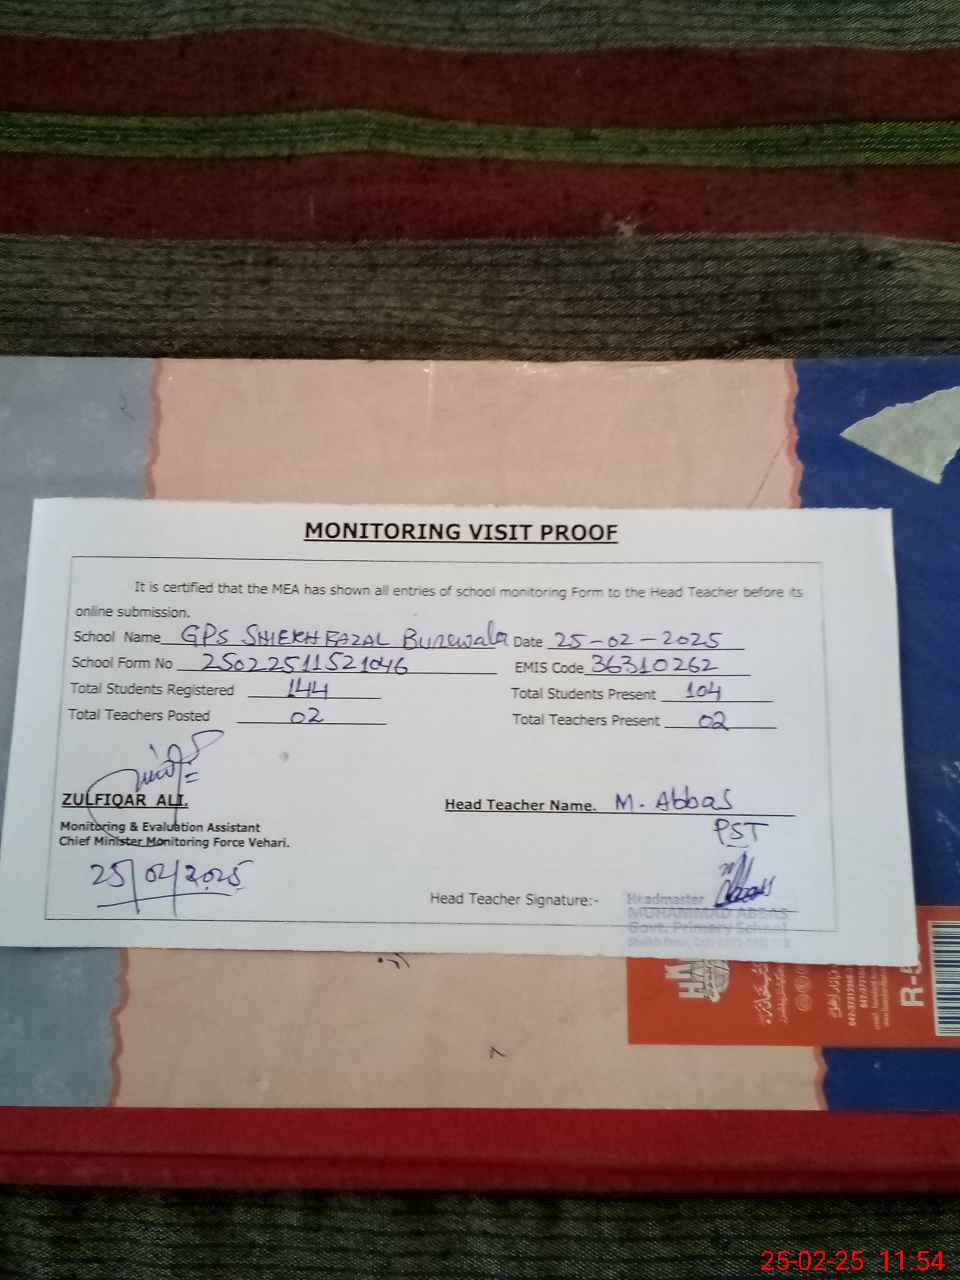 MONITORING VISIT PROOF
It is certified that the MEA has shown all entries of school monitoring Form to the Head Teacher before its
online submission.
School Name GPS SHIEKH FAZAL Burewala Date 25-02-2025
School Form No 25022511521046 EMIS Code 36310262
Total Students Registered 144 Total Students Present 104
Total Teachers Posted 02 Total Teachers Present 02
ZULFIQAR ALI. Head Teacher Name. M. Abbas
PST
Monitoring & Evaluation Assistant
Chief Minister Monitoring Force Vehari.
25/02/2025
Head Teacher Signature:- Headmaster
MUHAMMAD ABBAS
Govt. Primary School
25-02-25 11:54